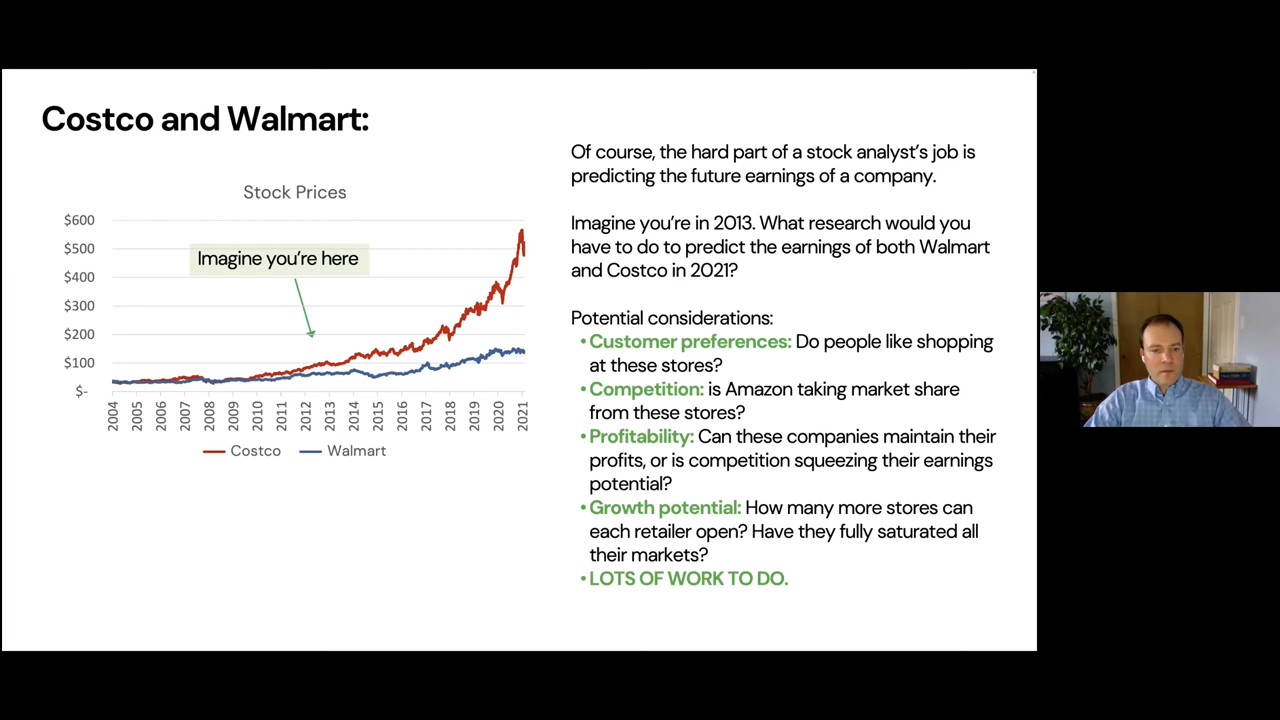 Costco and Walmart:
Stock Prices
$600
$500
$400
$300
$200
$100
$-
Imagine you're here
2004
2005
2006
2007
2008
2009
2010
2011
2012
2013
2014
2015
2016
2017
2018
2019
2020
2021
Costco
Walmart
Of course, the hard part of a stock analyst's job is
predicting the future earnings of a company.
Imagine you're in 2013. What research would you
have to do to predict the earnings of both Walmart
and Costco in 2021?
Potential considerations:
• Customer preferences: Do people like shopping
at these stores?
• Competition: is Amazon taking market share
from these stores?
• Profitability: Can these companies maintain their
profits, or is competition squeezing their earnings
potential?
• Growth potential: How many more stores can
each retailer open? Have they fully saturated all
their markets?
• LOTS OF WORK TO DO.